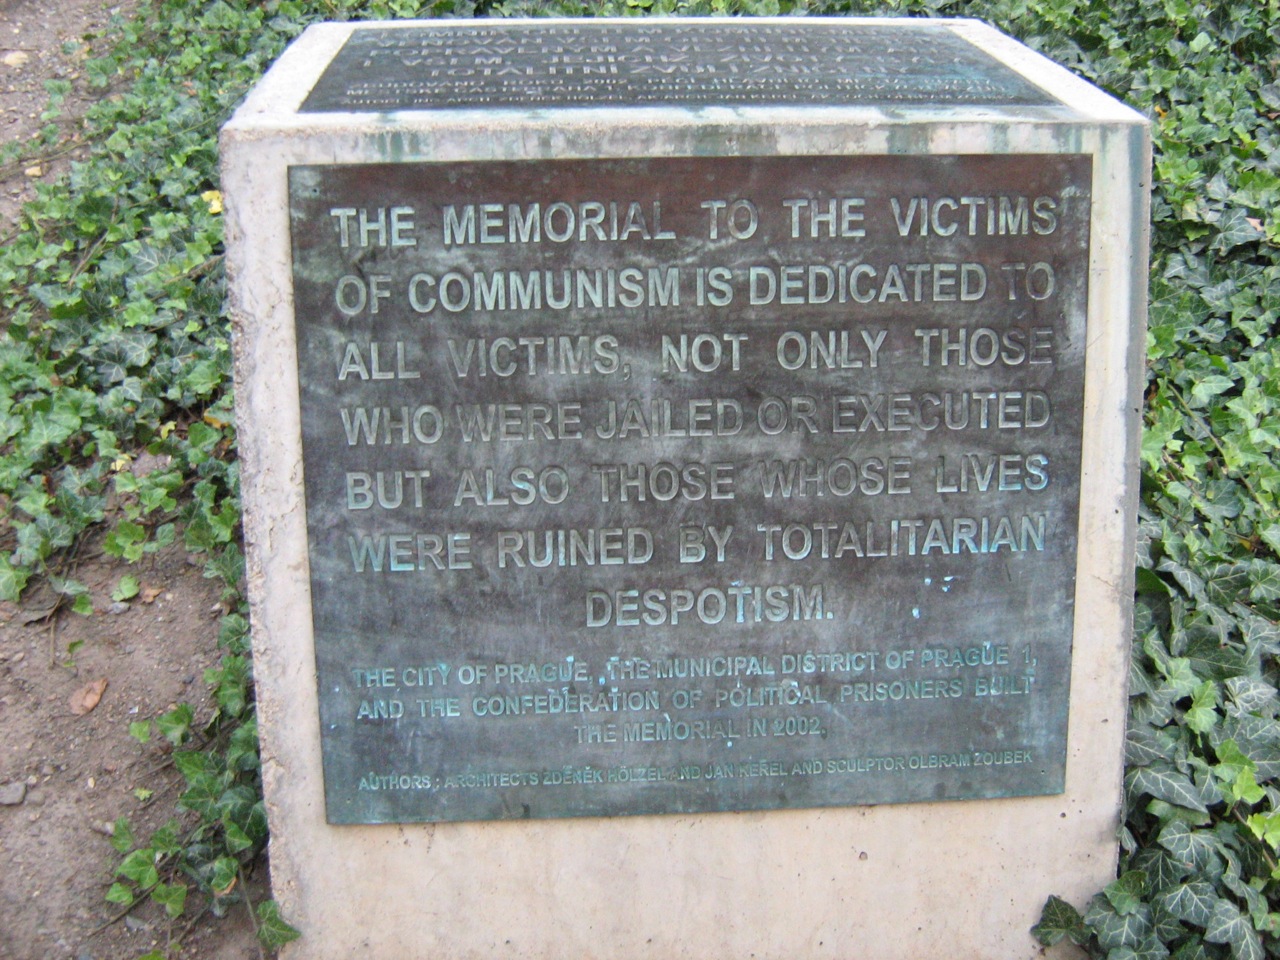 TOTALITNÍ
THE MEMORIAL TO THE VICTIMS
OF COMMUNISM IS DEDICATED TO
ALL VICTIMS, NOT ONLY THOSE
WHO WERE JAILED OR EXECUTED
BUT ALSO THOSE WHOSE LIVES
WERE RUINED BY TOTALITARIAN
DESPOTISM.
THE CITY OF PRAGUE, THE MUNICIPAL DISTRICT OF PRAGUE 1,
AND THE CONFEDERATION OF POLITICAL PRISONERS BUILT
THE MEMORIAL IN 2002.
AUTHORS: ARCHITECTS ZDENĚK HÖLZEL AND JAN KEREL AND SCULPTOR OLBRAM ZOUBEK